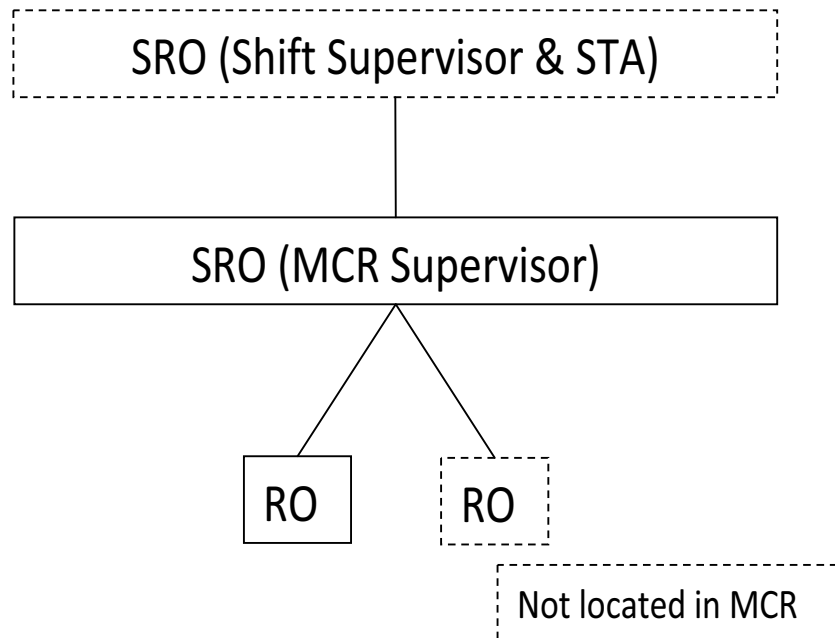 SRO (Shift Supervisor & STA)
SRO (MCR Supervisor)
RO
RO
Not located in MCR